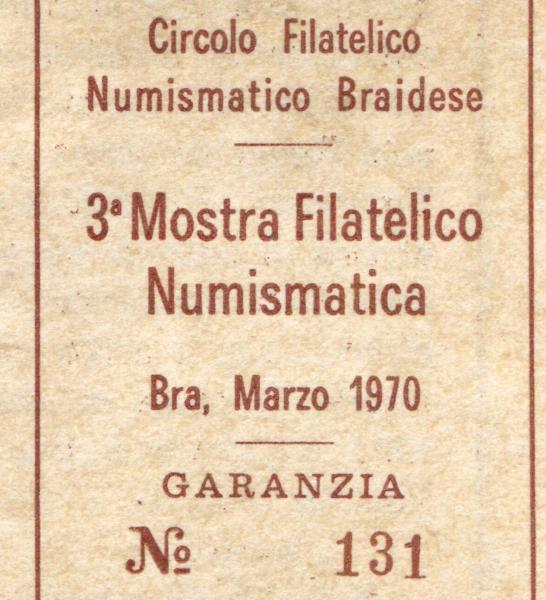 Circolo Filatelico
Numismatico Braidese
3ª Mostra Filatelico
Numismatica
Bra, Marzo 1970
GARANZIA
№ 131